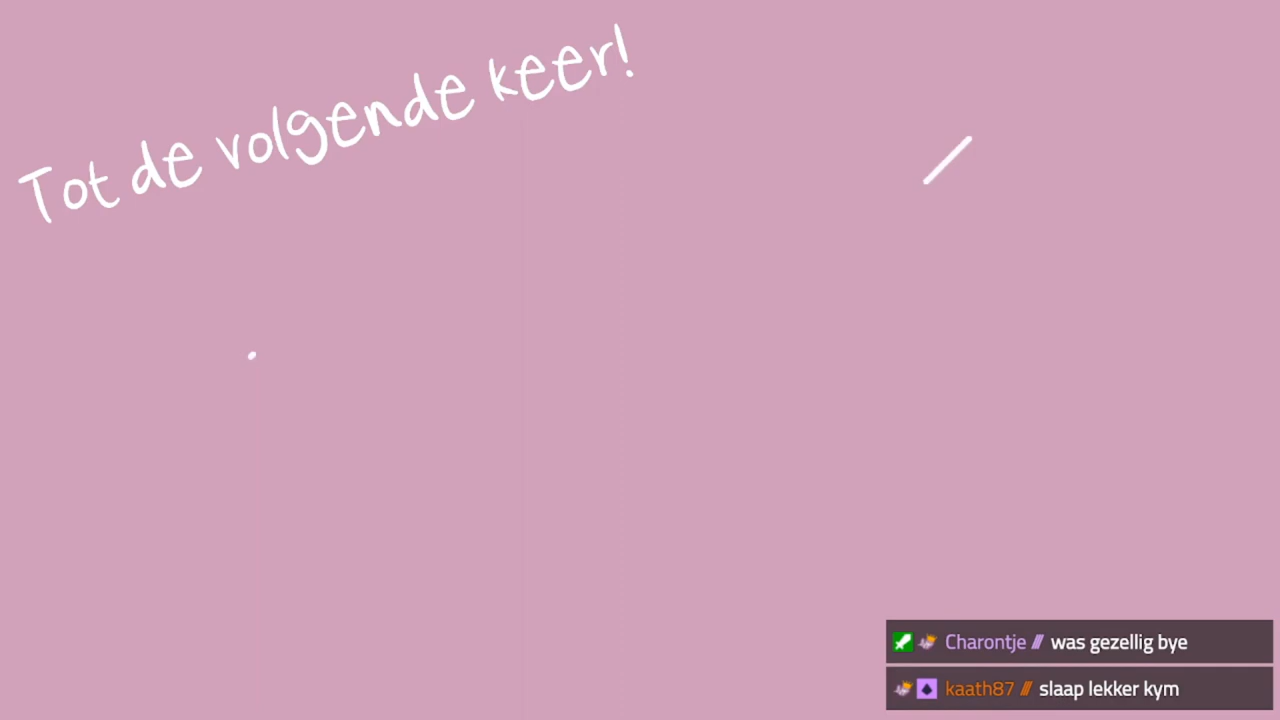 Tot de volgende keer!
Charontje /// was gezellig bye
kaath87 /// slaap lekker kym